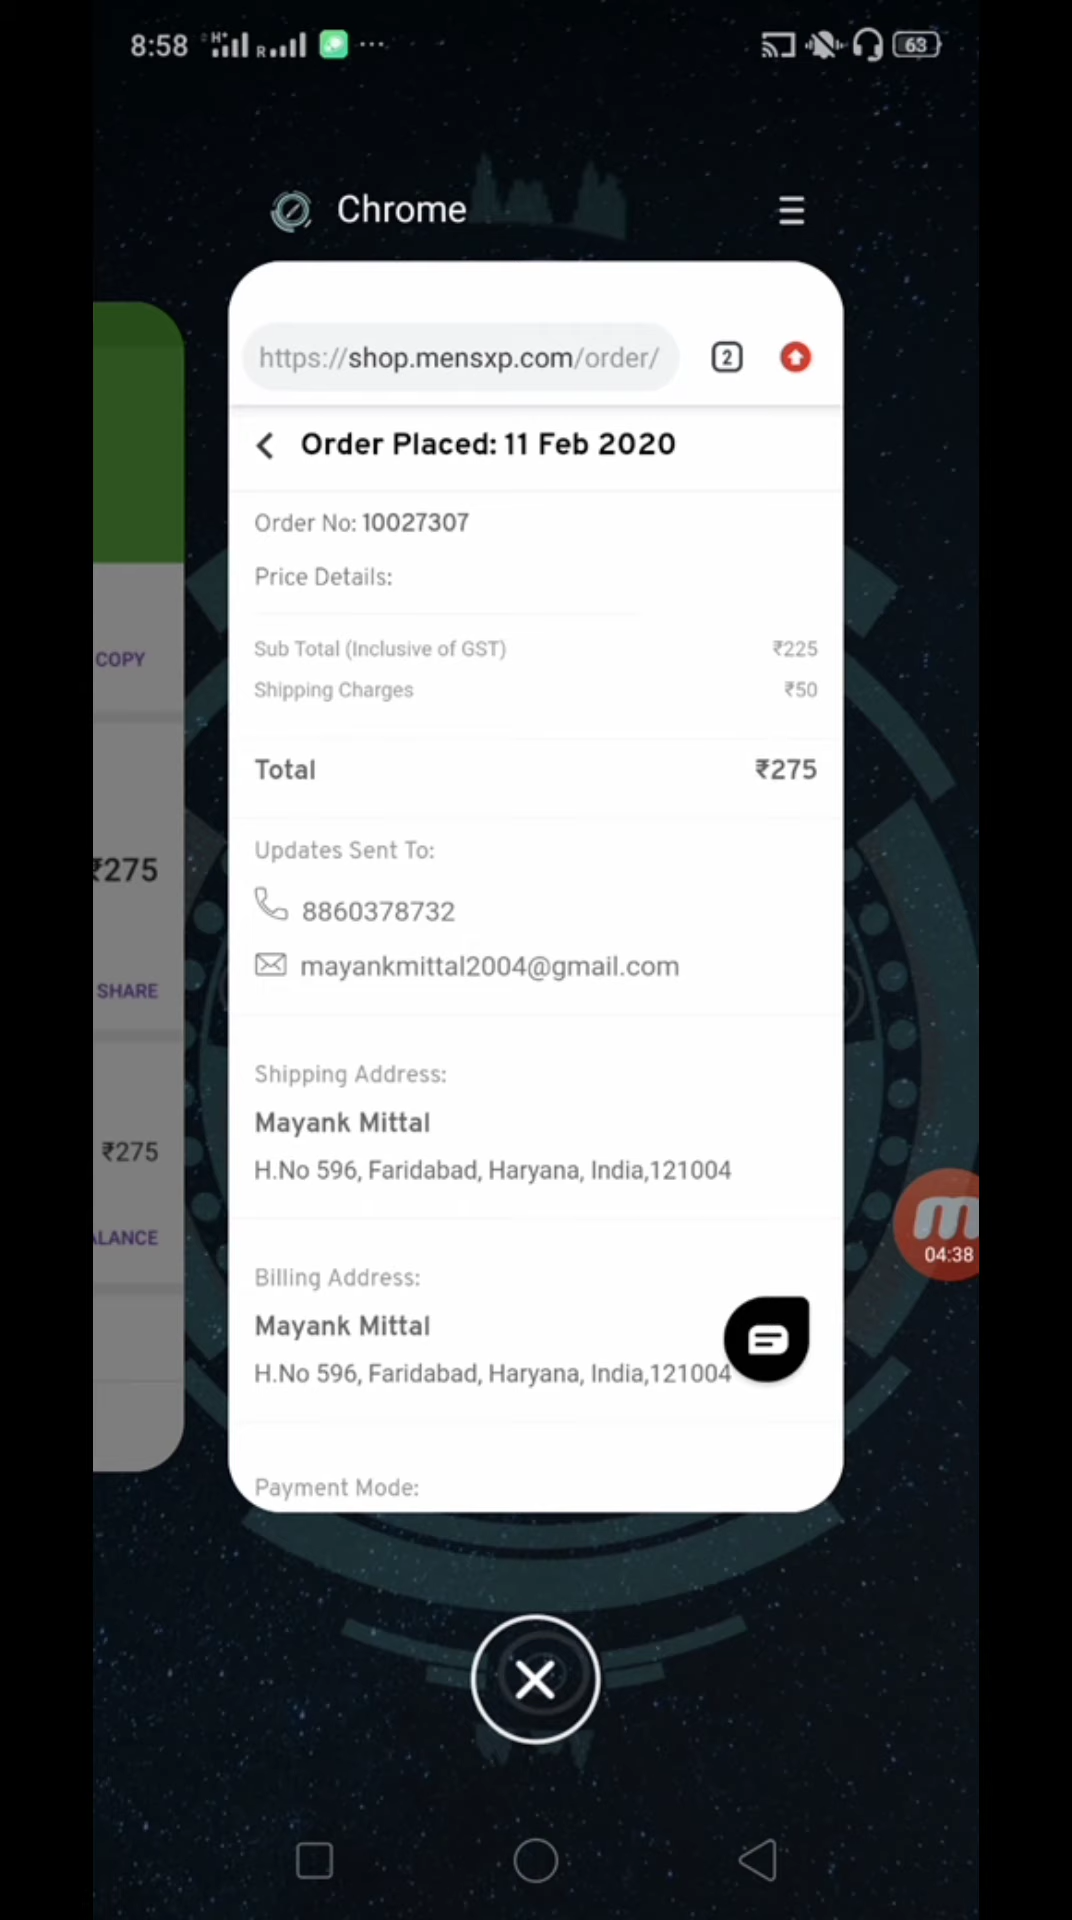 8:58 H+ R ... 63
Chrome
https://shop.mensxp.com/order/ 2
Order Placed: 11 Feb 2020
Order No: 10027307
Price Details:
Sub Total (Inclusive of GST) ₹225
Shipping Charges ₹50
Total ₹275
Updates Sent To:
8860378732
mayankmittal2004@gmail.com
Shipping Address:
Mayank Mittal
H.No 596, Faridabad, Haryana, India,121004
Billing Address:
Mayank Mittal
H.No 596, Faridabad, Haryana, India,121004
Payment Mode:
COPY
₹275
SHARE
₹275
ALANCE
m
04:38